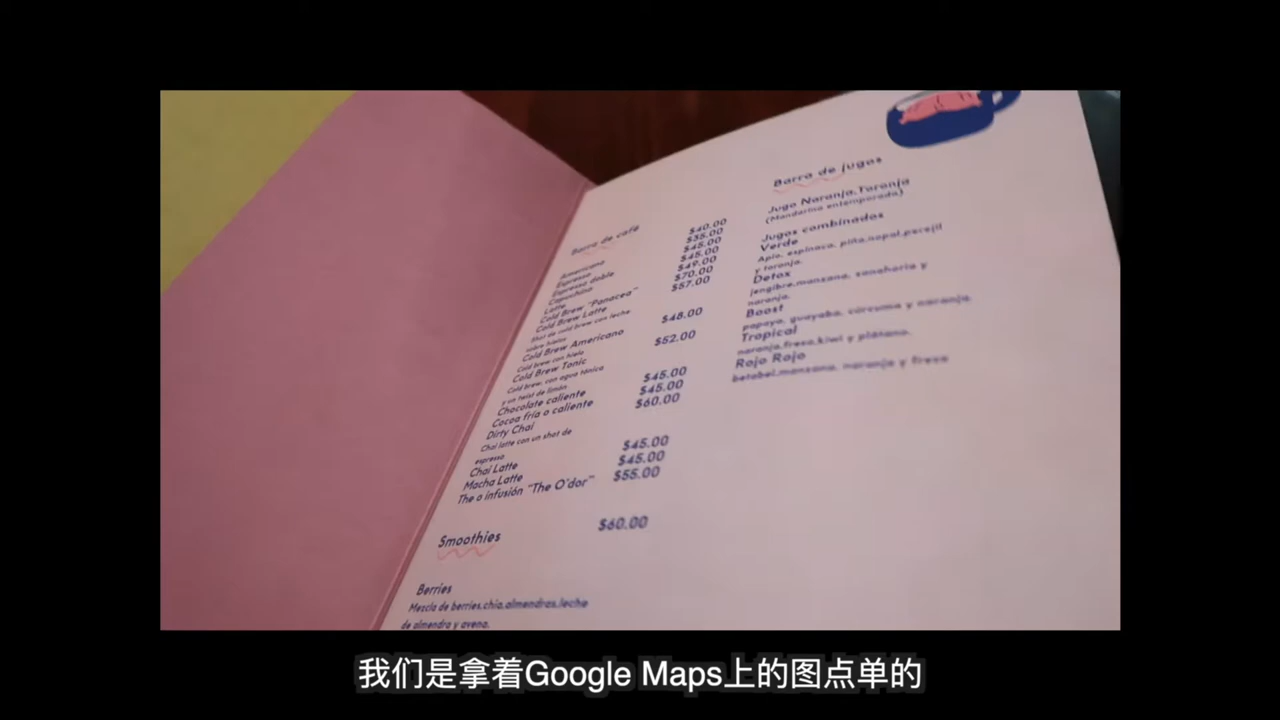 Barra de café
Americano
Espresso
Espresso doble
Capuchino
Latte
Cold Brew "Panacea"
Cold Brew Latte
Shot de cold brew con leche
sobre hielos
Cold Brew Americano
Cold brew con hielo
Cold Brew Tonic
Cold brew, con agua tónica
y un twist de limón
Chocolate caliente
Cocoa fría o caliente
Dirty Chai
Chai latte con un shot de
espresso
Chai Latte
Macha Latte
The o infusión "The O'dor"
$40.00
$35.00
$45.00
$45.00
$49.00
$70.00
$57.00
$48.00
$52.00
$45.00
$45.00
$60.00
$45.00
$45.00
$55.00
Smoothies
$60.00
Berries
Mezcla de berries,chia,almendras,leche
de almendra y avena.
Barra de jugos
Jugo Naranja,Toronja
(Mandarina entemporada)
Jugos combinados
Verde
Apio, espinaca, piña,nopal,perejil
y toronja.
Detox
jengibre,manzana, zanahoria y
naranja.
Boost
papaya, guayaba, cúrcuma y naranja.
Tropical
naranja,fresa,kiwi y plátano.
Rojo Rojo
betabel,manzana, naranja y fresa
我们是拿着Google Maps上的图点单的